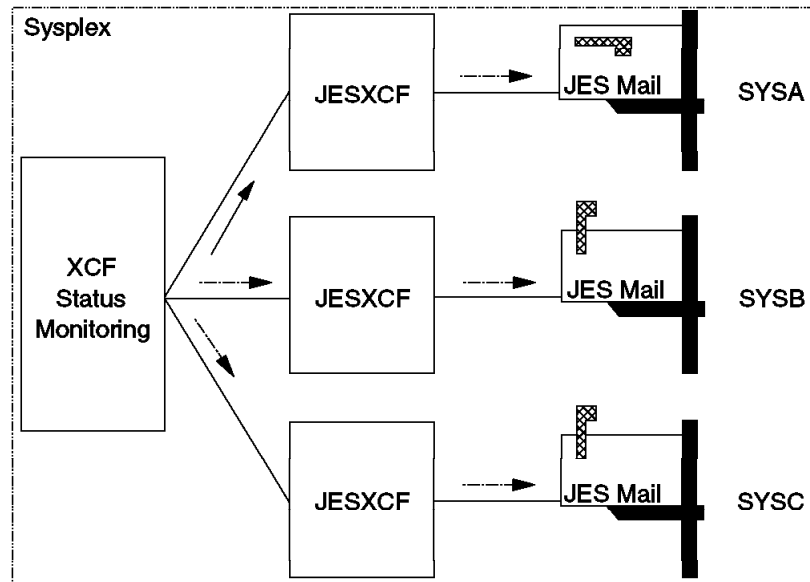 Sysplex
JESXCF
JES Mail
SYSA
XCF
Status
Monitoring
JESXCF
JES Mail
SYSB
JESXCF
JES Mail
SYSC